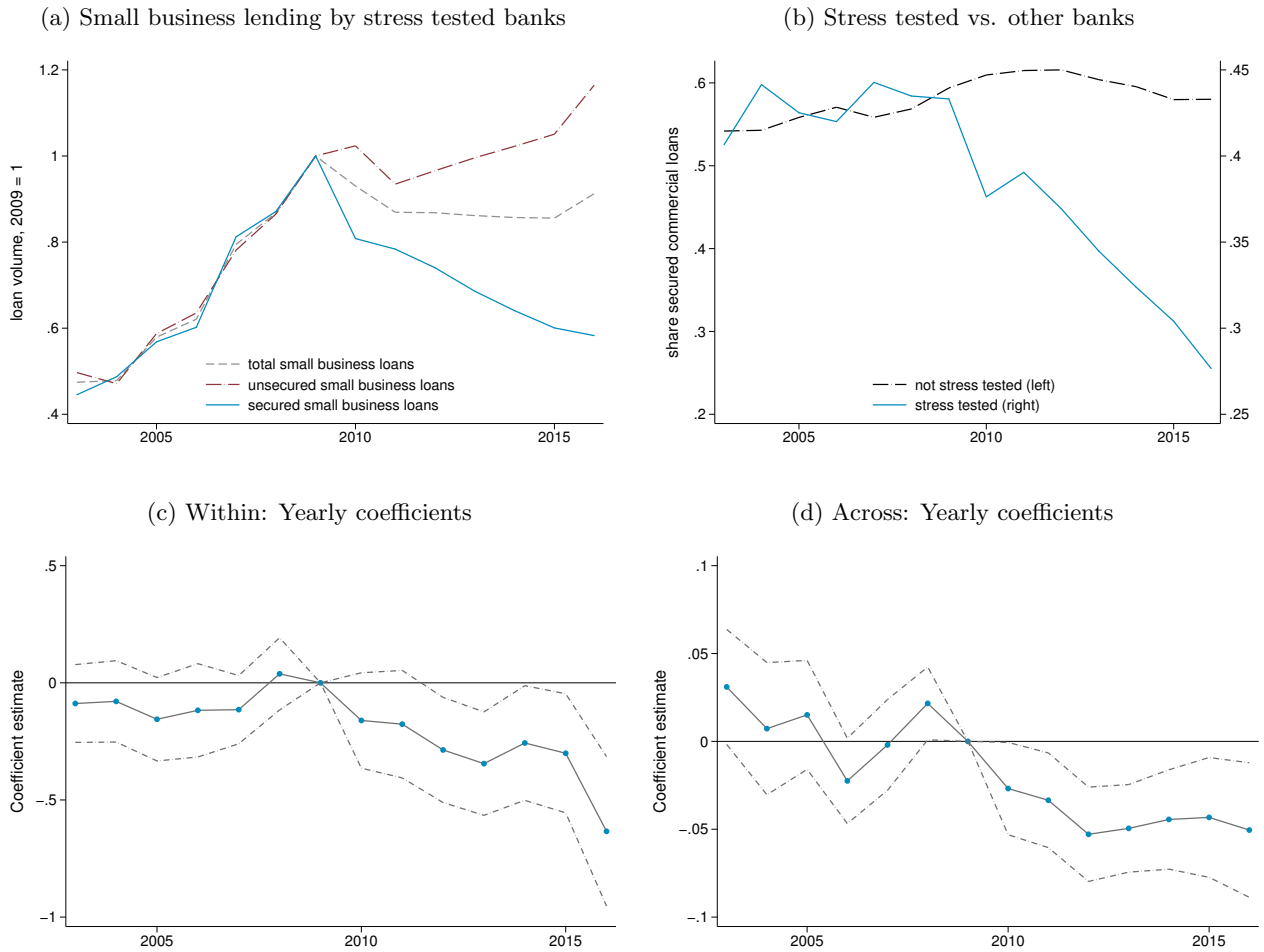 (a) Small business lending by stress tested banks
loan volume, 2009 = 1
1.2
1
.8
.6
.4
total small business loans
unsecured small business loans
secured small business loans
2005
2010
2015
(b) Stress tested vs. other banks
share secured commercial loans
.6
.5
.4
.3
.2
.45
.4
.35
.3
.25
not stress tested (left)
stress tested (right)
2005
2010
2015
(c) Within: Yearly coefficients
Coefficient estimate
.5
0
−.5
−1
2005
2010
2015
(d) Across: Yearly coefficients
Coefficient estimate
.1
.05
0
−.05
−.1
2005
2010
2015